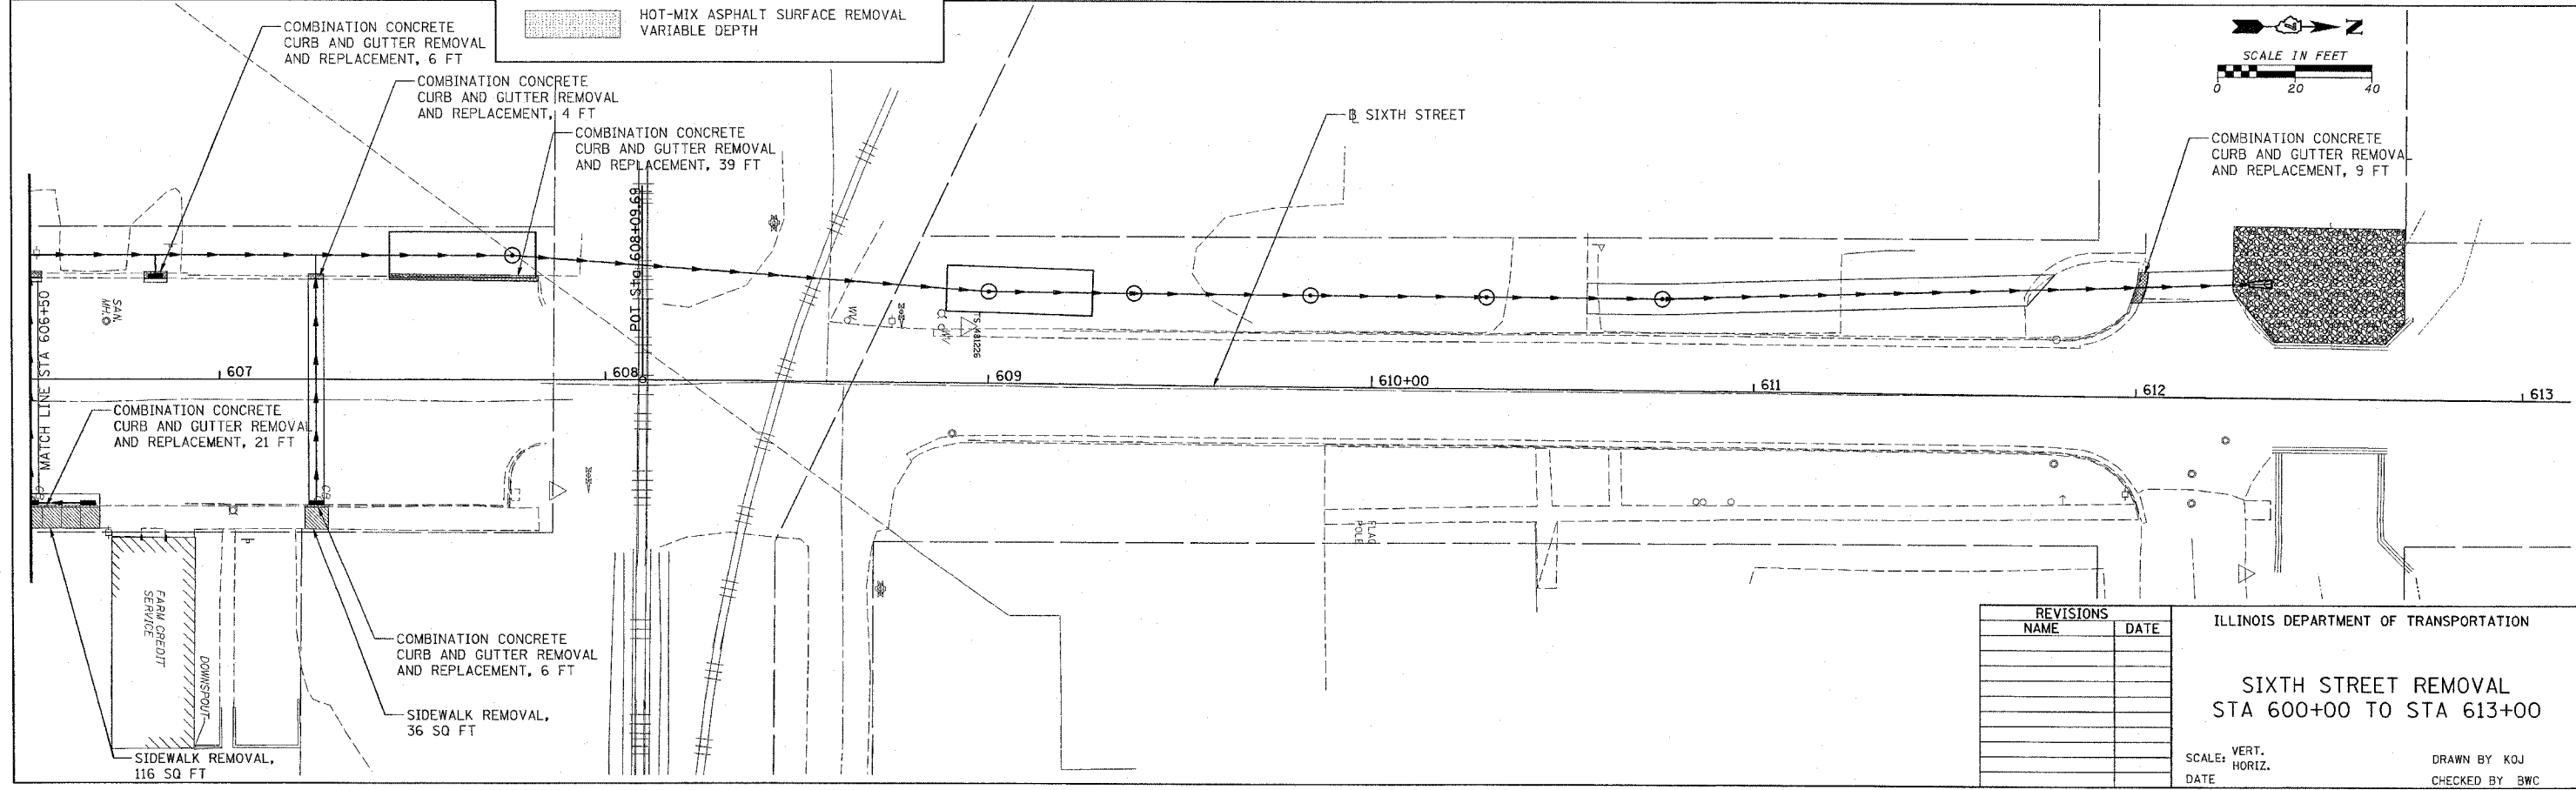 HOT-MIX ASPHALT SURFACE REMOVAL
VARIABLE DEPTH
COMBINATION CONCRETE
CURB AND GUTTER REMOVAL
AND REPLACEMENT, 6 FT
COMBINATION CONCRETE
CURB AND GUTTER REMOVAL
AND REPLACEMENT, 4 FT
COMBINATION CONCRETE
CURB AND GUTTER REMOVAL
AND REPLACEMENT, 39 FT
℄ SIXTH STREET
N
SCALE IN FEET
0 20 40
COMBINATION CONCRETE
CURB AND GUTTER REMOVAL
AND REPLACEMENT, 9 FT
MATCH LINE STA 606+50
SAN.
MH.
POT Sta 608+09.69
WV
607
608
609
610+00
611
612
613
COMBINATION CONCRETE
CURB AND GUTTER REMOVAL
AND REPLACEMENT, 21 FT
CB
CB
FLAG
POLE
FARM CREDIT
SERVICE
DOWNSPOUT
COMBINATION CONCRETE
CURB AND GUTTER REMOVAL
AND REPLACEMENT, 6 FT
SIDEWALK REMOVAL,
36 SQ FT
SIDEWALK REMOVAL,
116 SQ FT
REVISIONS
NAME DATE
ILLINOIS DEPARTMENT OF TRANSPORTATION
SIXTH STREET REMOVAL
STA 600+00 TO STA 613+00
SCALE: VERT.
HORIZ.
DATE
DRAWN BY KOJ
CHECKED BY BWC